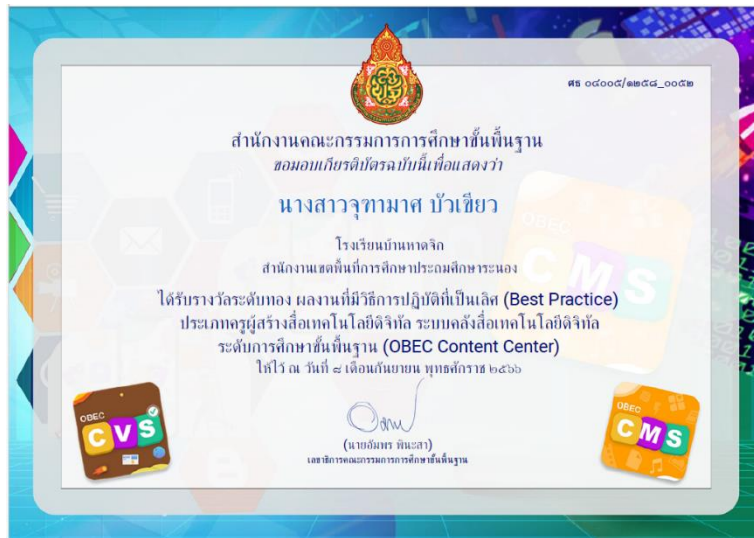 ศธ ๐๔๐๐๕/๑๒๕๘_๐๐๕๒
สำนักงานคณะกรรมการการศึกษาขั้นพื้นฐาน
ขอมอบเกียรติบัตรฉบับนี้เพื่อแสดงว่า
นางสาวจุฑามาศ บัวเขียว
โรงเรียนบ้านหาดจิก
สำนักงานเขตพื้นที่การศึกษาประถมศึกษาระนอง
ได้รับรางวัลระดับทอง ผลงานที่มีวิธีการปฏิบัติที่เป็นเลิศ (Best Practice)
ประเภทครูผู้สร้างสื่อเทคโนโลยีดิจิทัล ระบบคลังสื่อเทคโนโลยีดิจิทัล
ระดับการศึกษาขั้นพื้นฐาน (OBEC Content Center)
ให้ไว้ ณ วันที่ ๘ เดือนกันยายน พุทธศักราช ๒๕๖๖
(นายอัมพร พินะสา)
เลขาธิการคณะกรรมการการศึกษาขั้นพื้นฐาน
OBEC
CVS
OBEC
CMS
OBEC
CMS